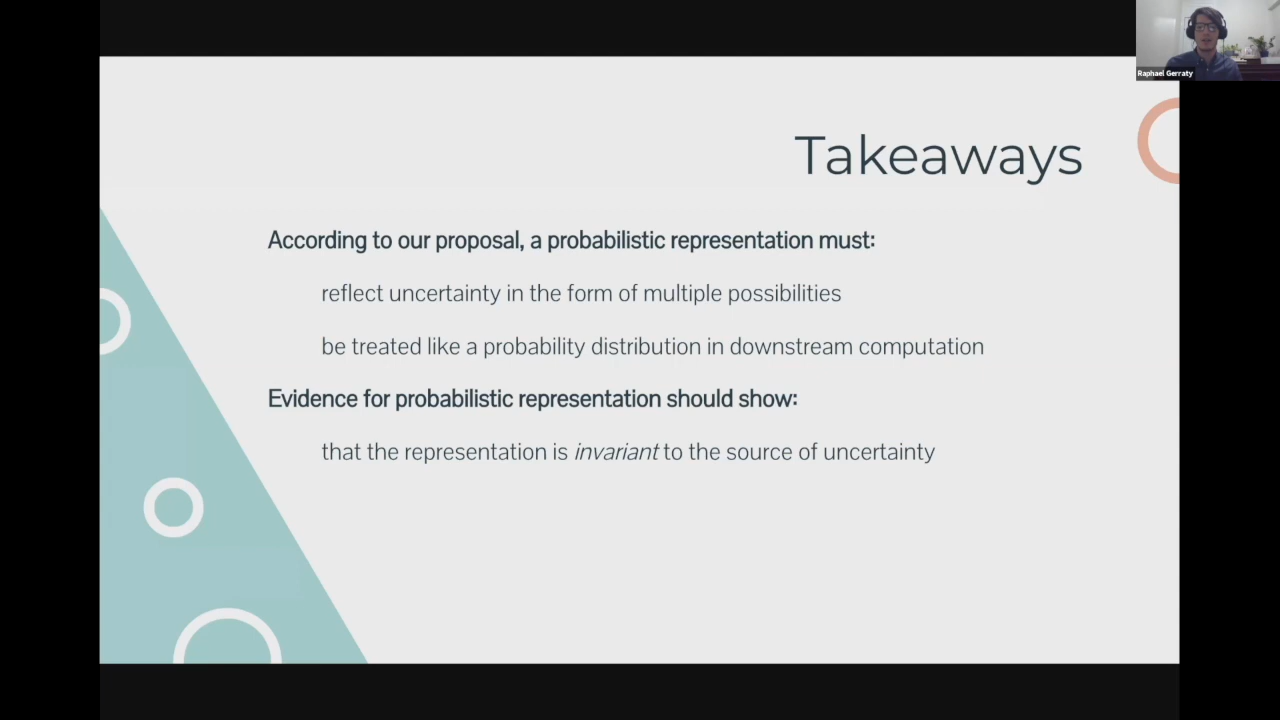 Raphael Gerraty
Takeaways
According to our proposal, a probabilistic representation must:
reflect uncertainty in the form of multiple possibilities
be treated like a probability distribution in downstream computation
Evidence for probabilistic representation should show:
that the representation is invariant to the source of uncertainty